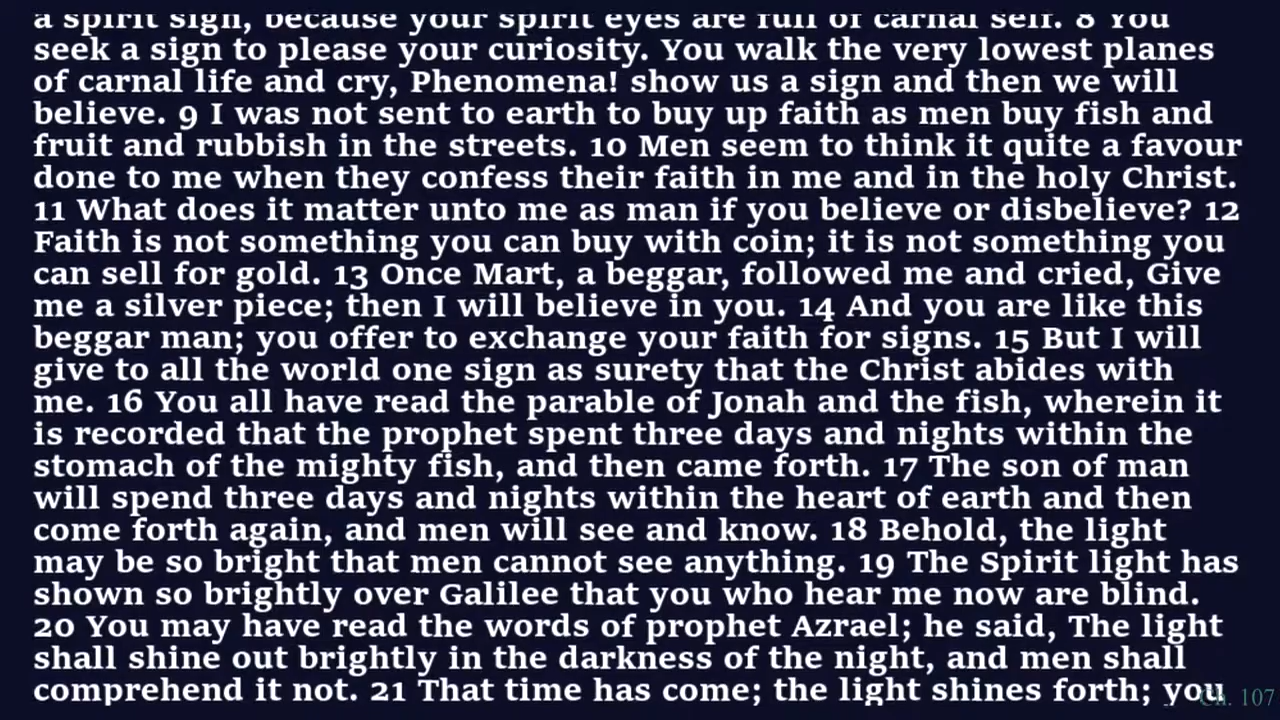 a spirit sign, because your spirit eyes are full of carnal self. 8 You
seek a sign to please your curiosity. You walk the very lowest planes
of carnal life and cry, Phenomena! show us a sign and then we will
believe. 9 I was not sent to earth to buy up faith as men buy fish and
fruit and rubbish in the streets. 10 Men seem to think it quite a favour
done to me when they confess their faith in me and in the holy Christ.
11 What does it matter unto me as man if you believe or disbelieve? 12
Faith is not something you can buy with coin; it is not something you
can sell for gold. 13 Once Mart, a beggar, followed me and cried, Give
me a silver piece; then I will believe in you. 14 And you are like this
beggar man; you offer to exchange your faith for signs. 15 But I will
give to all the world one sign as surety that the Christ abides with
me. 16 You all have read the parable of Jonah and the fish, wherein it
is recorded that the prophet spent three days and nights within the
stomach of the mighty fish, and then came forth. 17 The son of man
will spend three days and nights within the heart of earth and then
come forth again, and men will see and know. 18 Behold, the light
may be so bright that men cannot see anything. 19 The Spirit light has
shown so brightly over Galilee that you who hear me now are blind.
20 You may have read the words of prophet Azrael; he said, The light
shall shine out brightly in the darkness of the night, and men shall
comprehend it not. 21 That time has come; the light shines forth; you
Ch. 107